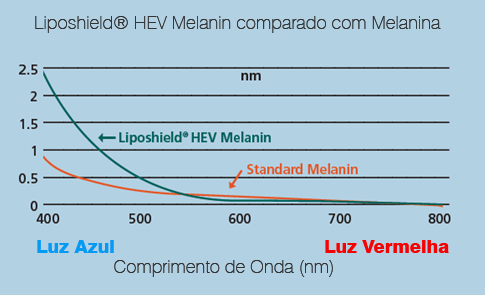 Liposhield® HEV Melanin comparado com Melanina
nm
2.5
2
1.5
1
0.5
0
Liposhield® HEV Melanin
Standard Melanin
400 500 600 700 800
Luz Azul Luz Vermelha
Comprimento de Onda (nm)